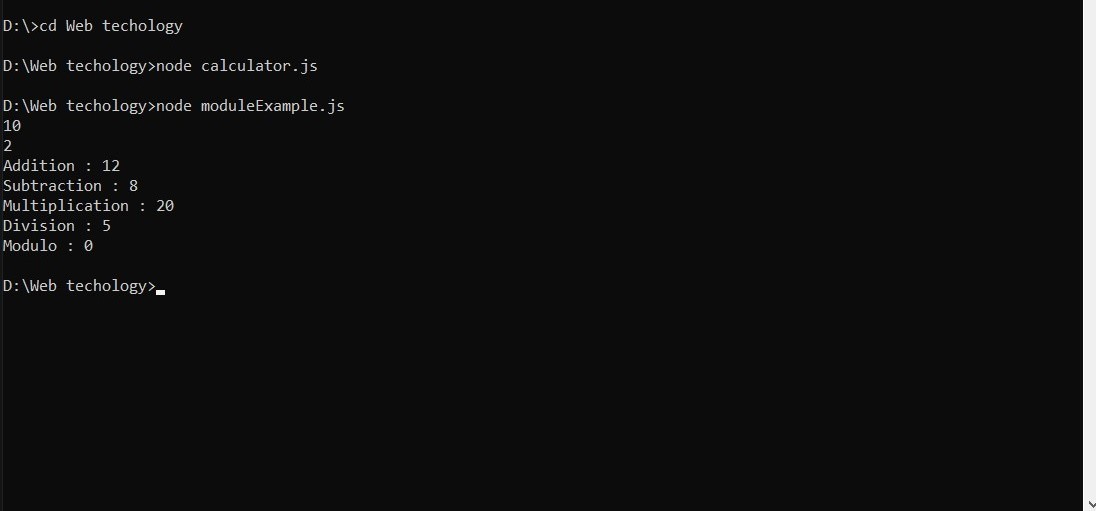 D:\>cd Web techology
D:\Web techology>node calculator.js
D:\Web techology>node moduleExample.js
10
2
Addition : 12
Subtraction : 8
Multiplication : 20
Division : 5
Modulo : 0
D:\Web techology>